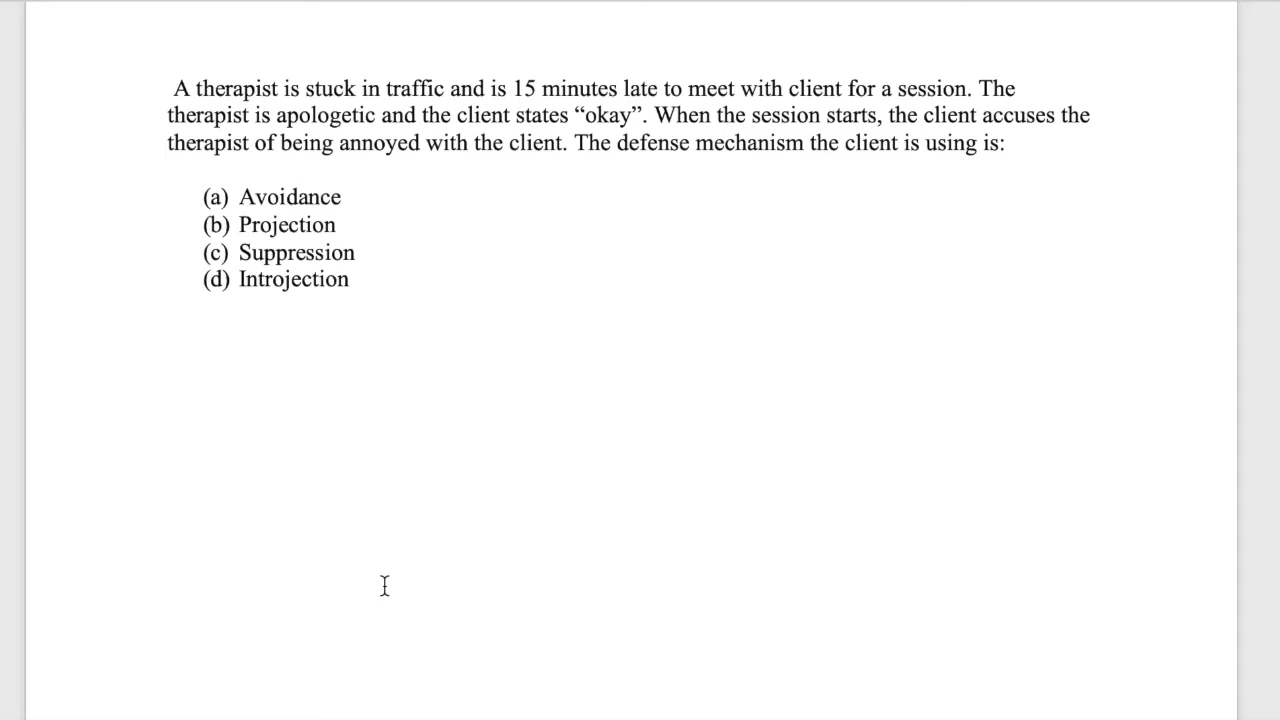 A therapist is stuck in traffic and is 15 minutes late to meet with client for a session. The
therapist is apologetic and the client states “okay”. When the session starts, the client accuses the
therapist of being annoyed with the client. The defense mechanism the client is using is:
(a) Avoidance
(b) Projection
(c) Suppression
(d) Introjection